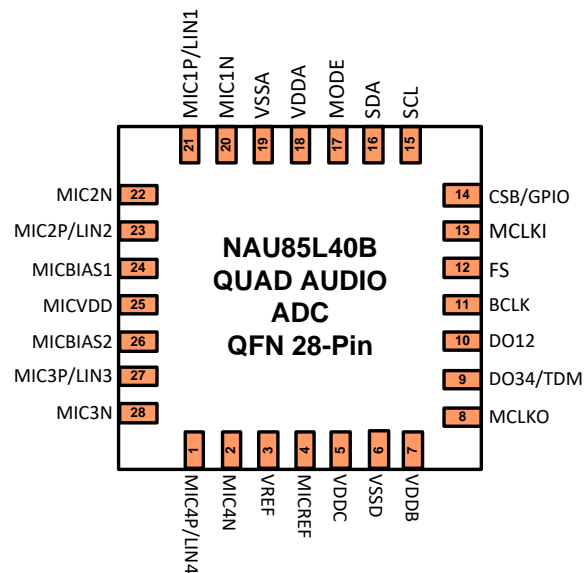 MIC1P/LIN1
MIC1N
VSSA
VDDA
MODE
SDA
SCL
21
20
19
18
17
16
15
MIC2N 22
MIC2P/LIN2 23
MICBIAS1 24
MICVDD 25
MICBIAS2 26
MIC3P/LIN3 27
MIC3N 28
NAU85L40B
QUAD AUDIO
ADC
QFN 28-Pin
14 CSB/GPIO
13 MCLKI
12 FS
11 BCLK
10 DO12
9 DO34/TDM
8 MCLKO
1
2
3
4
5
6
7
MIC4P/LIN4
MIC4N
VREF
MICREF
VDDC
VSSD
VDDB